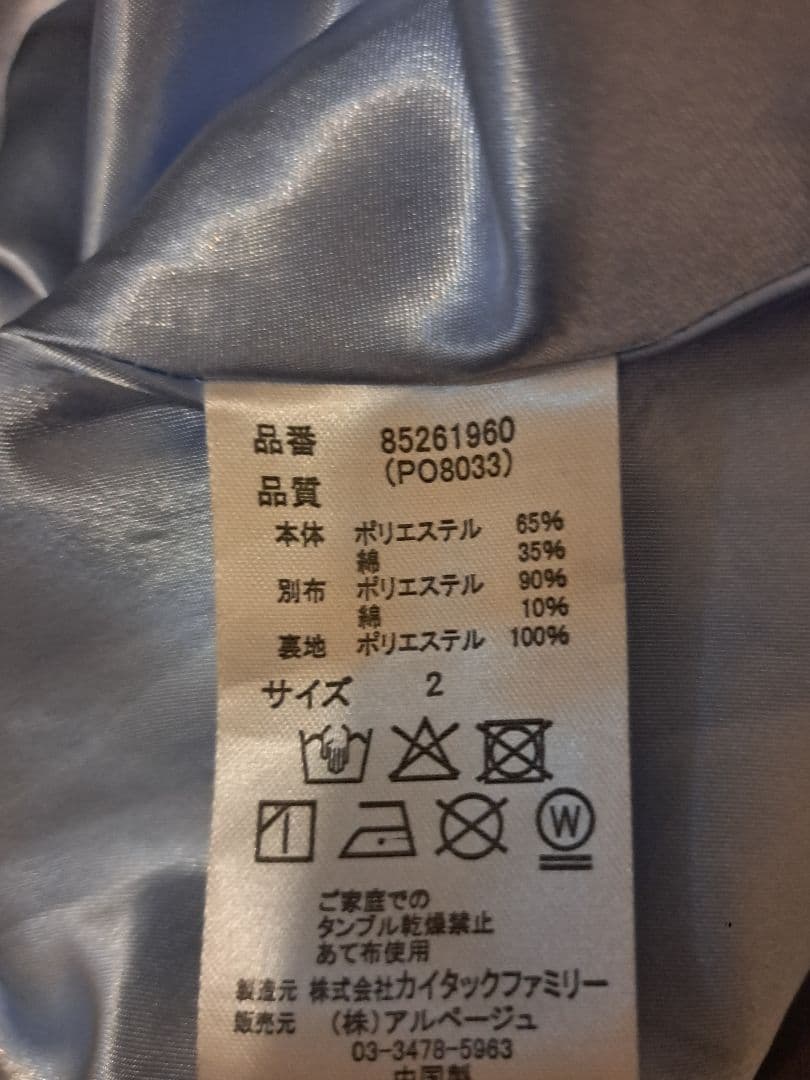 品番 85261960
(PO8033)
品質
本体 ポリエステル 65%
綿 35%
別布 ポリエステル 90%
綿 10%
裏地 ポリエステル 100%
サイズ 2
W
ご家庭での
タンブル乾燥禁止
あて布使用
製造元 株式会社カイタックファミリー
販売元 (株)アルページュ
03-3478-5963
中国製